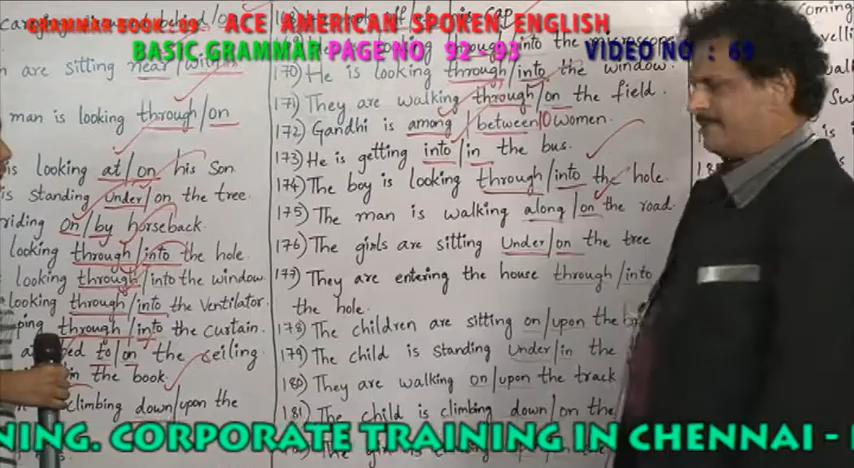 GRAMMAR BOOK : 09 ACE AMERICAN SPOKEN ENGLISH
BASIC GRAMMAR PAGE NO 92 - 93 VIDEO NO : 69
are sitting near/within
man is looking through/on
is looking at/on his son
is standing under/on the tree
riding on/by horseback
looking through/into the hole
looking through/into the window
looking through/into the ventilator.
through/into the curtain.
to/on the ceiling
in the book
climbing down/upon the
through/into the microscope
170) He is looking through/into the window.
171) They are walking through/on the field.
172) Gandhi is among/between 10 women.
173) He is getting into/in the bus.
174) The boy is looking through/into the hole.
175) The man is walking along/on the road.
176) The girls are sitting Under/on the tree
177) They are entering the house through/into
the hole.
178) The children are sitting on/upon the
179) The child is standing Under/in the
180) They are walking on/upon the track
181) The child is climbing down/on the
NING. CORPORATE TRAINING IN CHENNAI -